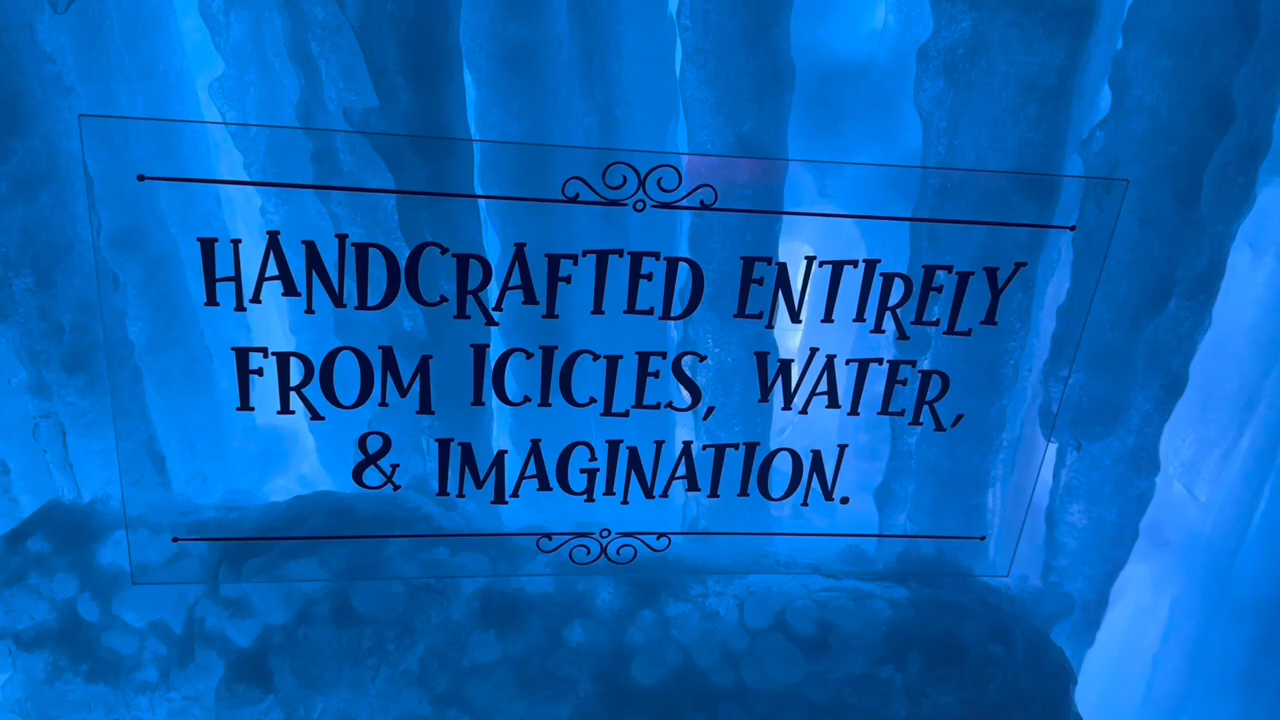 HANDCRAFTED ENTIRELY
FROM ICICLES, WATER,
& IMAGINATION.